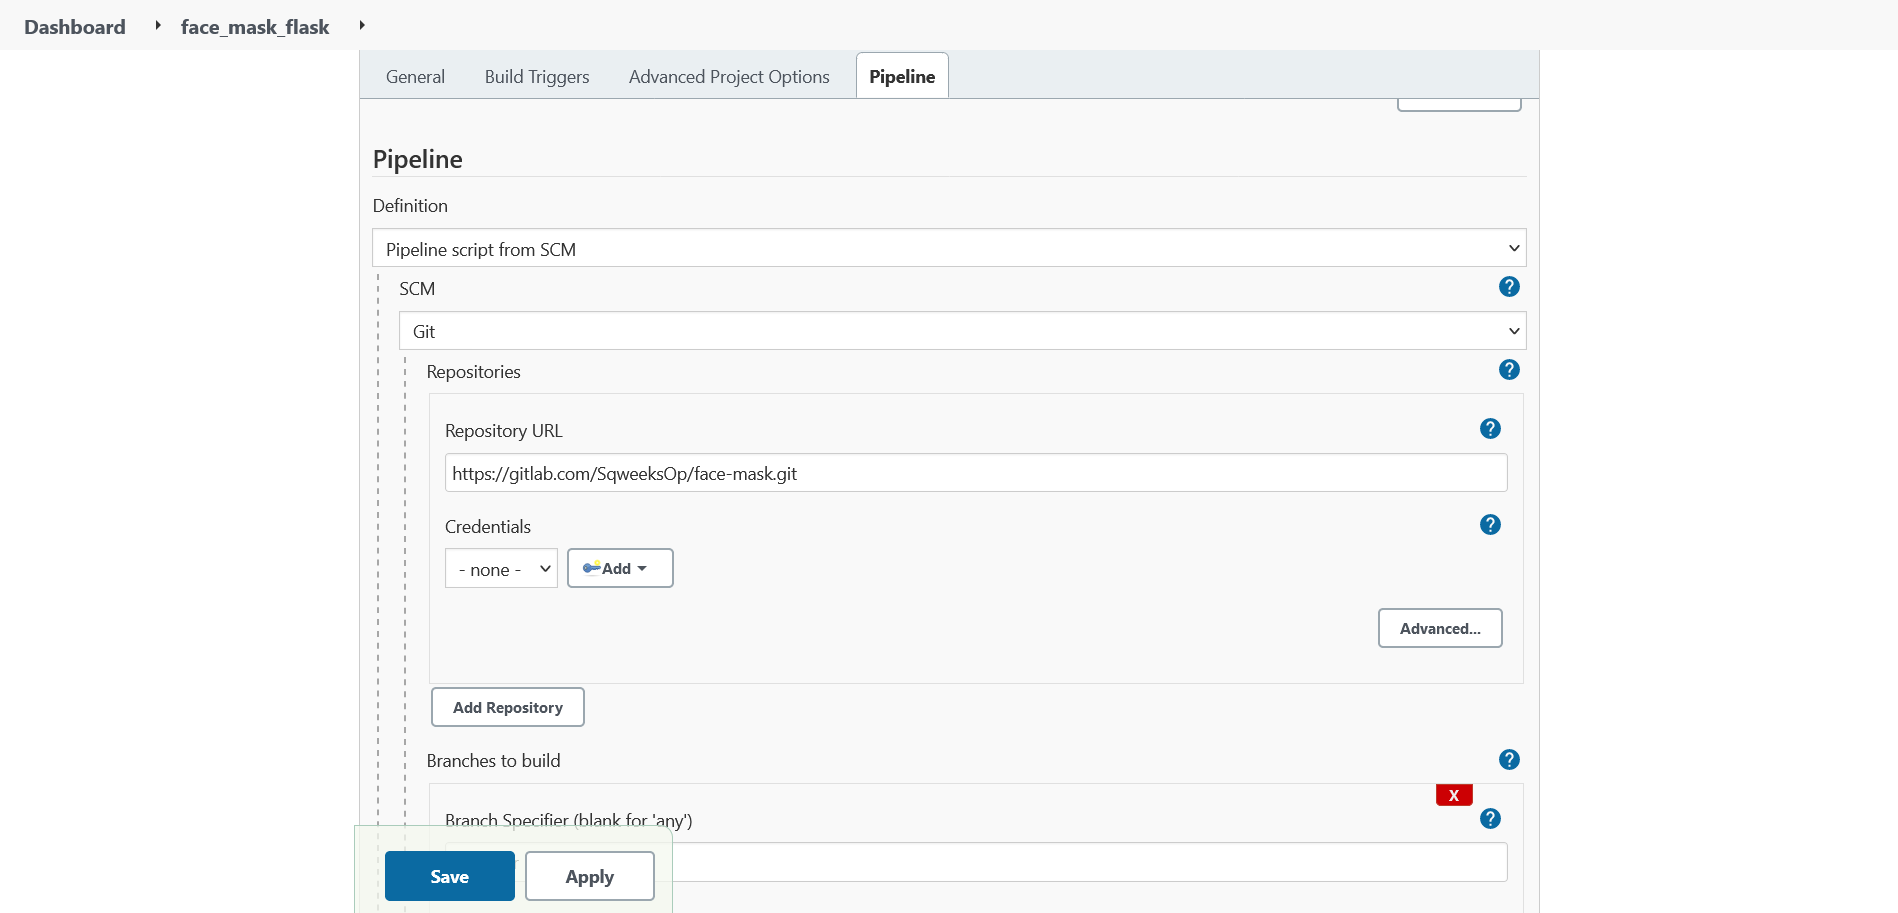 Dashboard face_mask_flask
General Build Triggers Advanced Project Options Pipeline
Pipeline
Definition
Pipeline script from SCM
SCM
?
Git
Repositories
?
Repository URL
?
https://gitlab.com/SqweeksOp/face-mask.git
Credentials
?
- none - Add
Advanced...
Add Repository
Branches to build
?
X
Branch Specifier (blank for 'any')
?
Save Apply